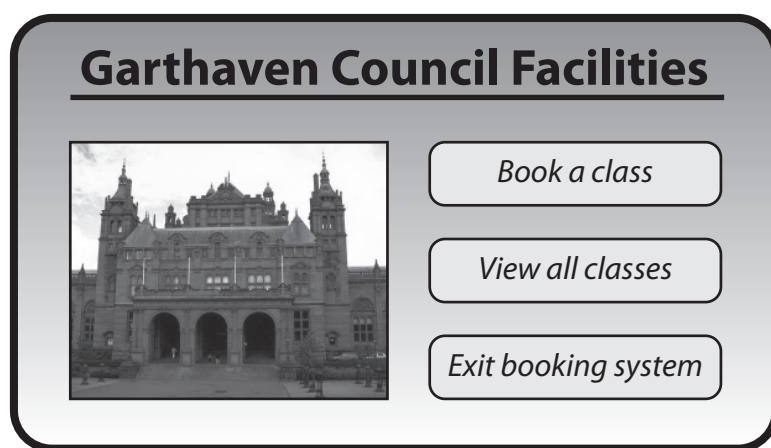 Garthaven Council Facilities
Book a class
View all classes
Exit booking system